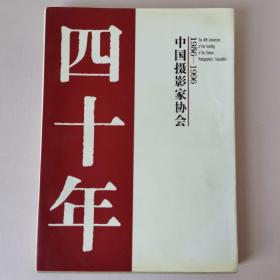 四十年
1956—1996
中国摄影家协会
The 40th Anniversary
of the Founding
of the Chinese
Photographers' Association